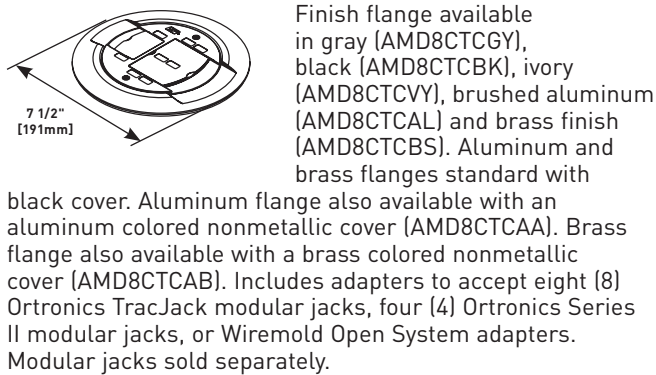 7 1/2"
[191mm]
Finish flange available
in gray (AMD8CTCGY),
black (AMD8CTCBK), ivory
(AMD8CTCVY), brushed aluminum
(AMD8CTCAL) and brass finish
(AMD8CTCBS). Aluminum and
brass flanges standard with
black cover. Aluminum flange also available with an
aluminum colored nonmetallic cover (AMD8CTCAA). Brass
flange also available with a brass colored nonmetallic
cover (AMD8CTCAB). Includes adapters to accept eight (8)
Ortronics TracJack modular jacks, four (4) Ortronics Series
II modular jacks, or Wiremold Open System adapters.
Modular jacks sold separately.